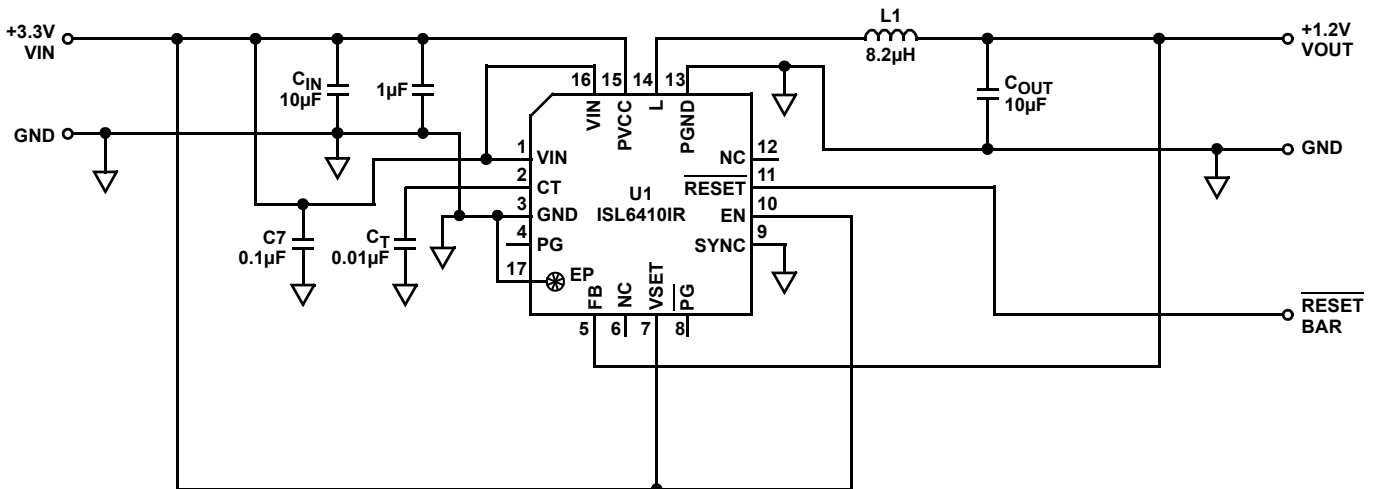 +3.3V
VIN
GND
CIN
10µF
1µF
C7
0.1µF
CT
0.01µF
16
15
14
13
VIN
PVCC
L
PGND
1
VIN
2
CT
3
GND
4
PG
17
EP
U1
ISL6410IR
NC
12
RESET
11
EN
10
SYNC
9
FB
NC
VSET
PG
5
6
7
8
L1
8.2µH
COUT
10µF
+1.2V
VOUT
GND
RESET
BAR